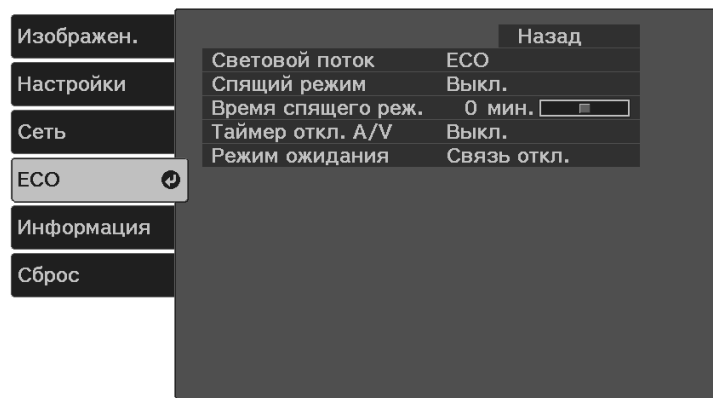 Изображен.
Настройки
Сеть
ECO
Информация
Сброс
Назад
Световой поток ECO
Спящий режим Выкл.
Время спящего реж. 0 мин.
Таймер откл. A/V Выкл.
Режим ожидания Связь откл.